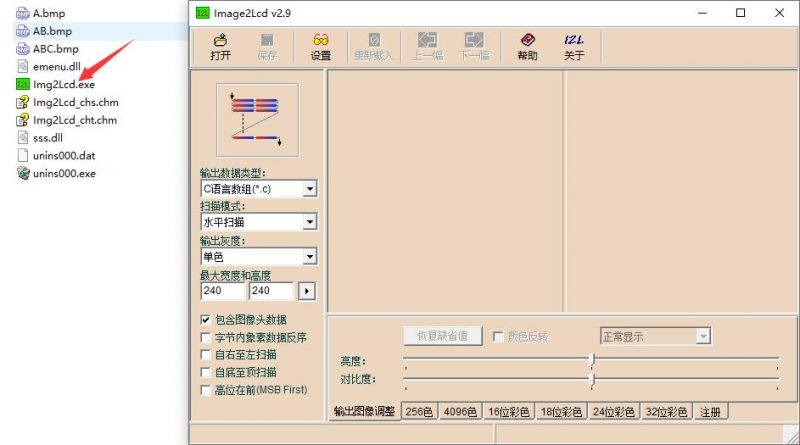 A.bmp
AB.bmp
ABC.bmp
emenu.dll
Img2Lcd.exe
Img2Lcd_chs.chm
Img2Lcd_cht.chm
sss.dll
unins000.dat
unins000.exe
I2L Image2Lcd v2.9
打开 保存 设置 重新载入 上一幅 下一幅 帮助 I2L 关于
输出数据类型:
C语言数组(*.c)
扫描模式:
水平扫描
输出灰度:
单色
最大宽度和高度
240 240
包含图像头数据
字节内象素数据反序
自右至左扫描
自底至顶扫描
高位在前(MSB First)
恢复缺省值 颜色反转 正常显示
亮度:
对比度:
输出图像调整 256色 4096色 16位彩色 18位彩色 24位彩色 32位彩色 注册